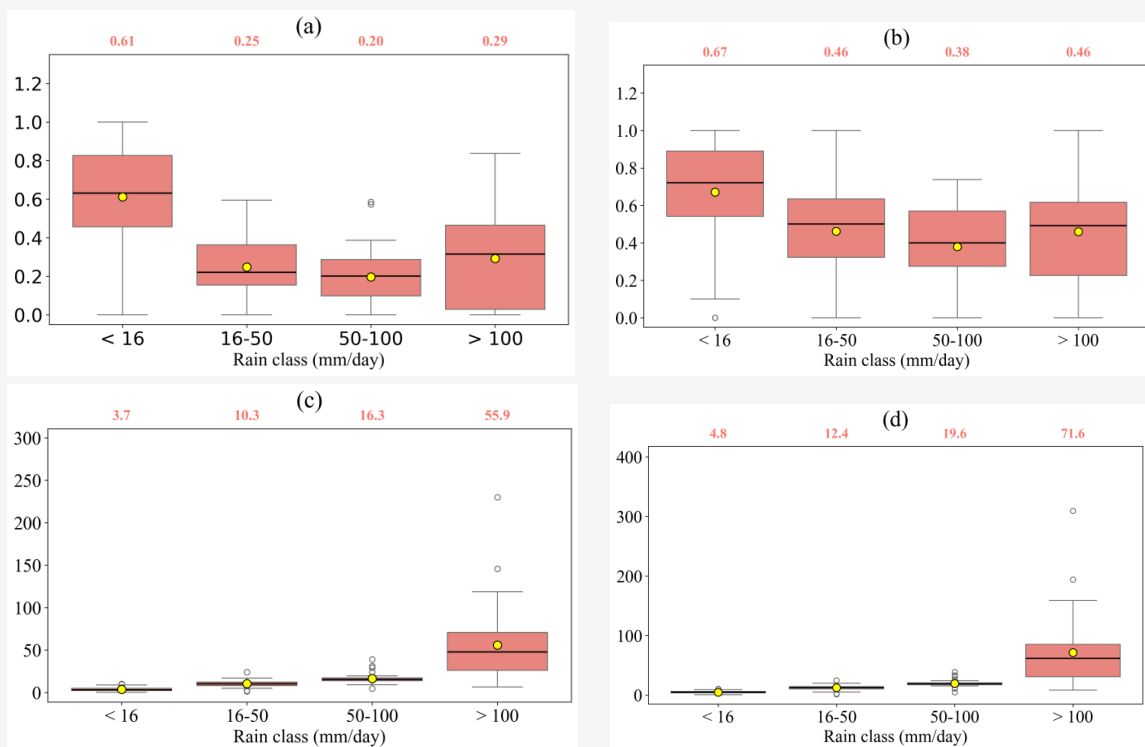 (a)
0.61 0.25 0.20 0.29
1.2
1.0
0.8
0.6
0.4
0.2
0.0
< 16 16-50 50-100 > 100
Rain class (mm/day)
(b)
0.67 0.46 0.38 0.46
1.2
1.0
0.8
0.6
0.4
0.2
0.0
< 16 16-50 50-100 > 100
Rain class (mm/day)
(c)
3.7 10.3 16.3 55.9
300
250
200
150
100
50
0
< 16 16-50 50-100 > 100
Rain class (mm/day)
(d)
4.8 12.4 19.6 71.6
400
300
200
100
0
< 16 16-50 50-100 > 100
Rain class (mm/day)